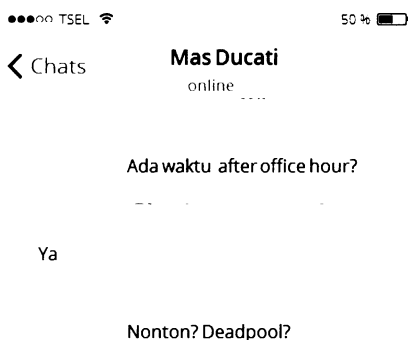 TSEL 50 %
Chats Mas Ducati
online
Ada waktu after office hour?
Ya
Nonton? Deadpool?